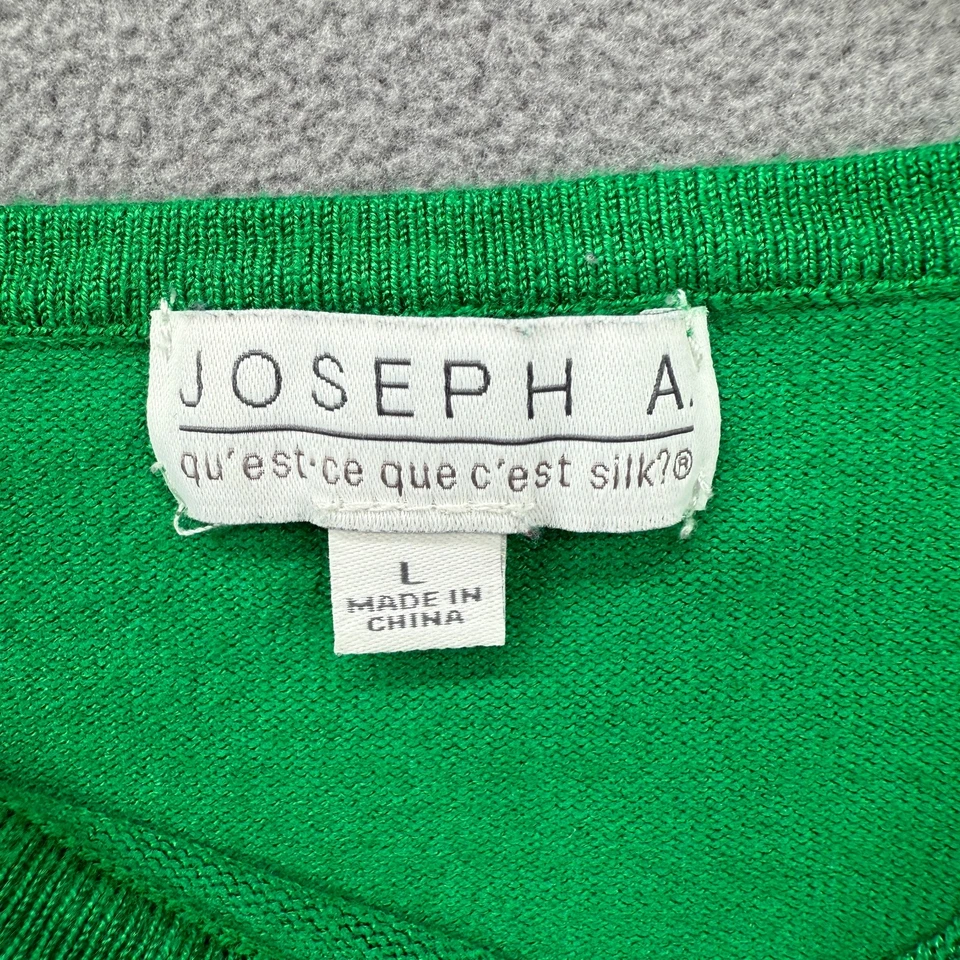 JOSEPH A.
qu'est·ce que c'est silk?®
L
MADE IN
CHINA